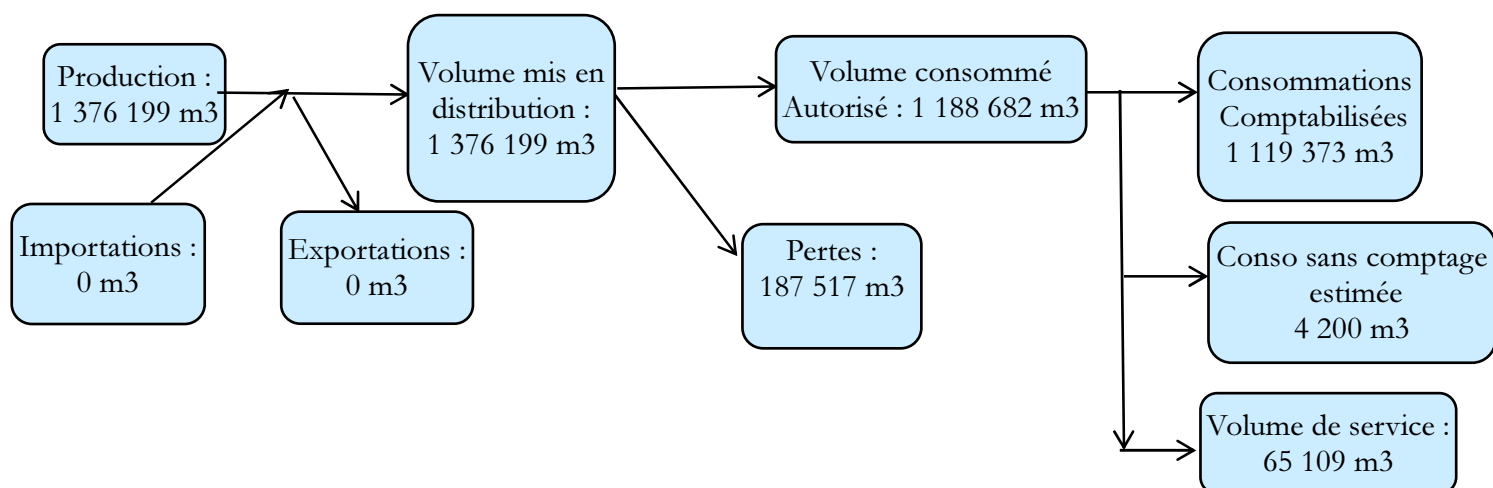 Production :
1 376 199 m3
Importations :
0 m3
Exportations :
0 m3
Volume mis en
distribution :
1 376 199 m3
Volume consommé
Autorisé : 1 188 682 m3
Pertes :
187 517 m3
Consommations
Comptabilisées
1 119 373 m3
Conso sans comptage
estimée
4 200 m3
Volume de service :
65 109 m3